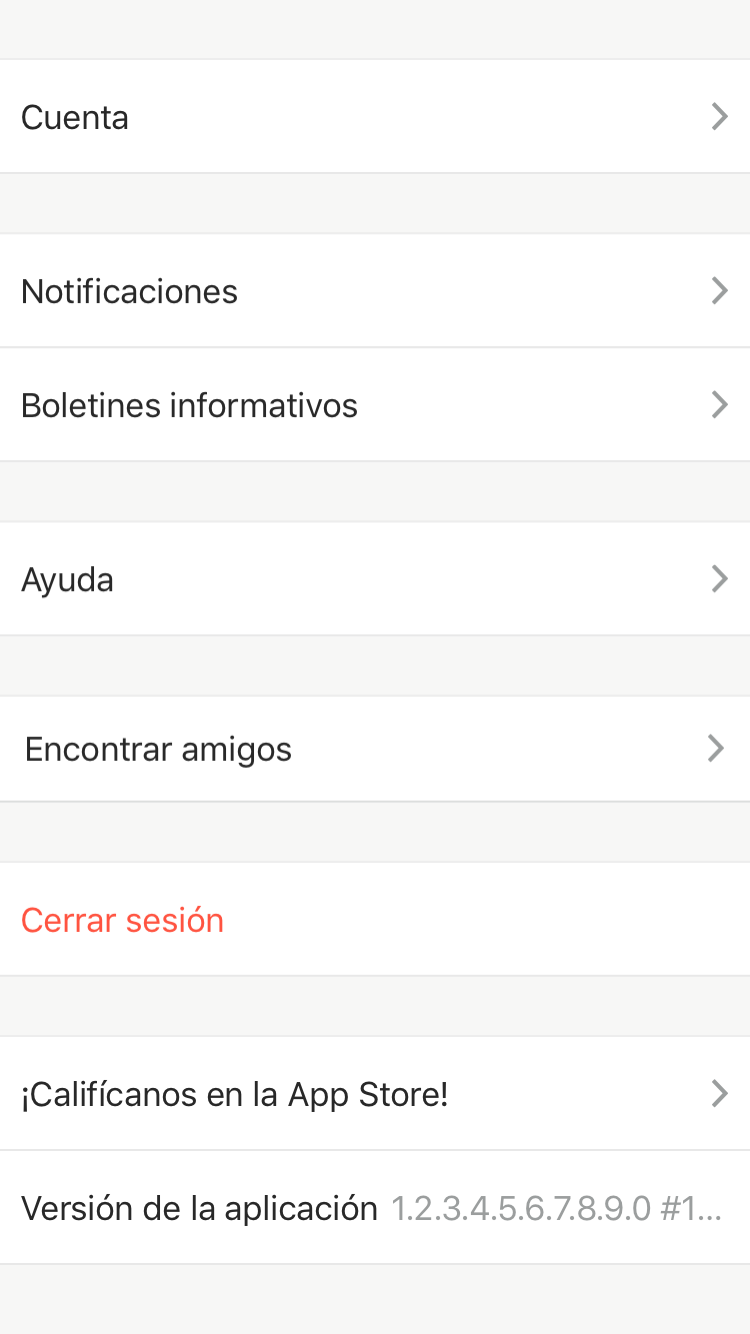 Cuenta
Notificaciones
Boletines informativos
Ayuda
Encontrar amigos
Cerrar sesión
¡Califícanos en la App Store!
Versión de la aplicación 1.2.3.4.5.6.7.8.9.0 #1...